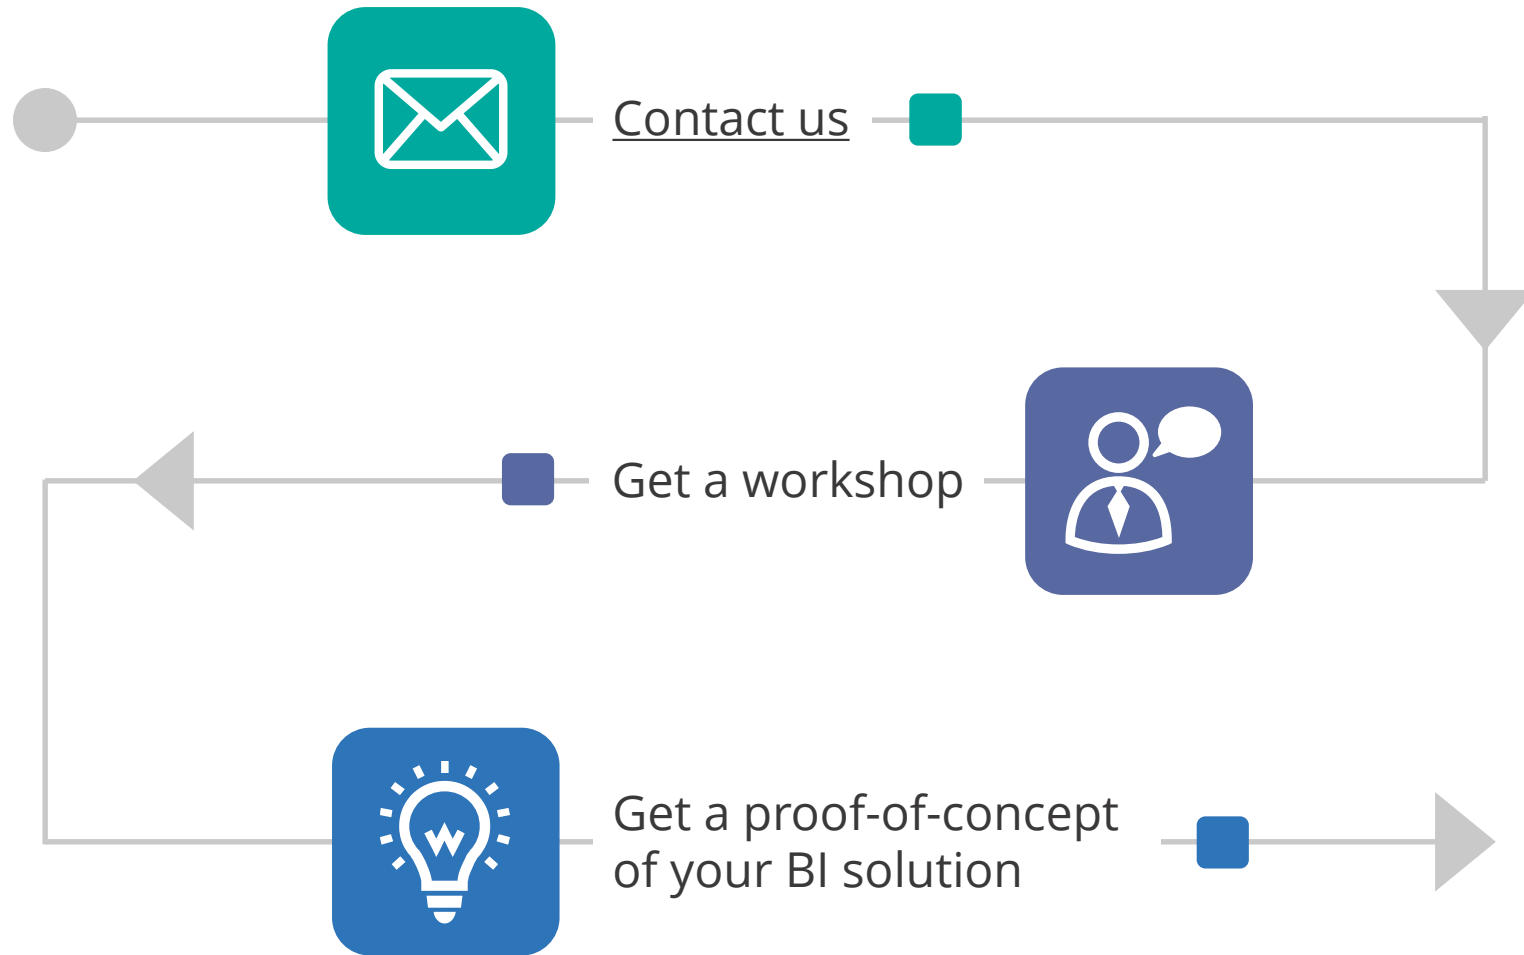 Contact us
Get a workshop
Get a proof-of-concept
of your BI solution